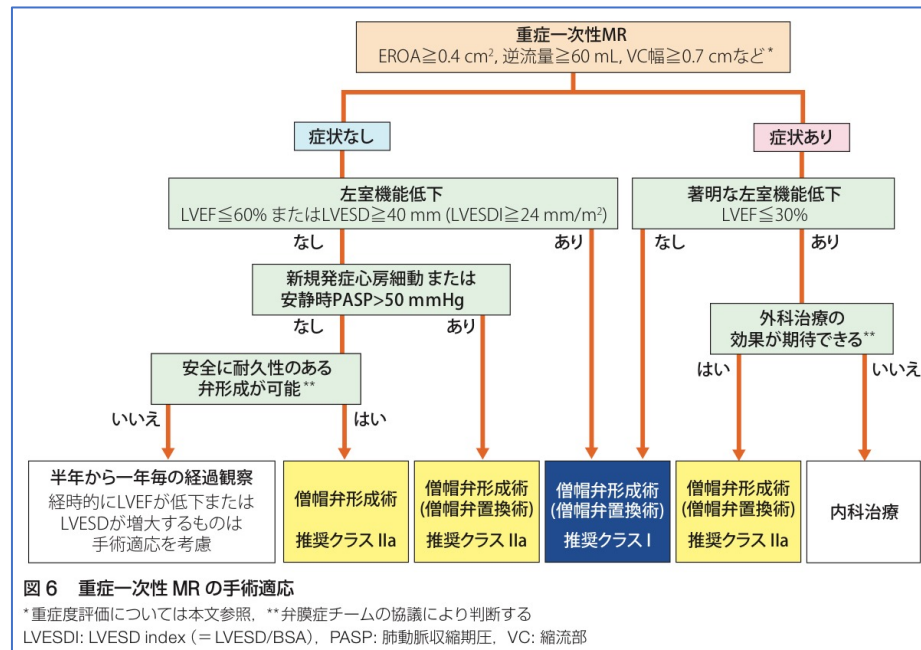 重症一次性MR
EROA≧0.4 cm², 逆流量≧60 mL, VC幅≧0.7 cmなど*
症状なし
症状あり
左室機能低下
LVEF≦60% またはLVESD≧40 mm (LVESDI≧24 mm/m²)
著明な左室機能低下
LVEF≦30%
なし
あり
なし
あり
新規発症心房細動 または
安静時PASP>50 mmHg
外科治療の
効果が期待できる**
なし
あり
はい
いいえ
安全に耐久性のある
弁形成が可能**
いいえ
はい
半年から一年毎の経過観察
経時的にLVEFが低下または
LVESDが増大するものは
手術適応を考慮
僧帽弁形成術
推奨クラス IIa
僧帽弁形成術
(僧帽弁置換術)
推奨クラス IIa
僧帽弁形成術
(僧帽弁置換術)
推奨クラス I
僧帽弁形成術
(僧帽弁置換術)
推奨クラス IIa
内科治療
図 6 重症一次性 MR の手術適応
*重症度評価については本文参照, **弁膜症チームの協議により判断する
LVESDI: LVESD index (=LVESD/BSA), PASP: 肺動脈収縮期圧, VC: 縮流部